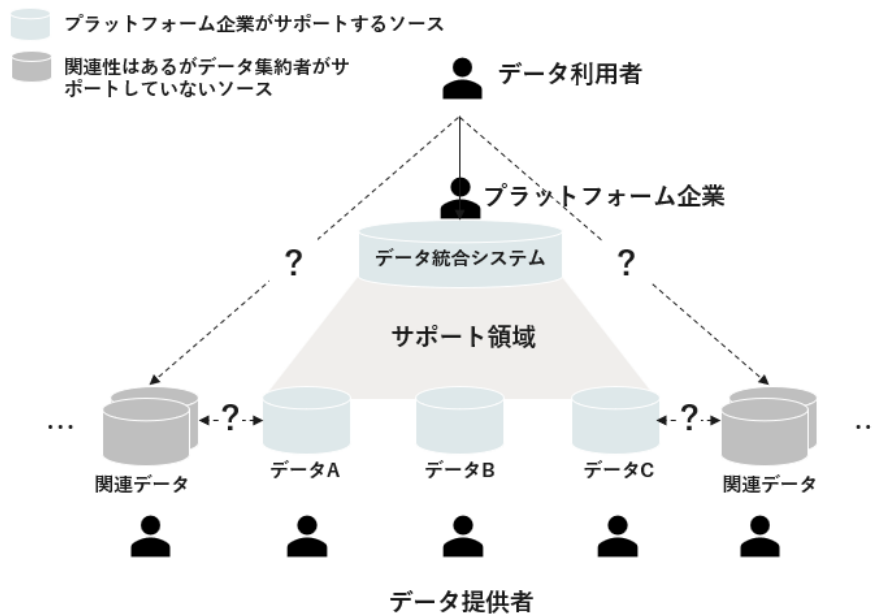 プラットフォーム企業がサポートするソース
関連性はあるがデータ集約者がサ
ポートしていないソース
データ利用者
プラットフォーム企業
データ統合システム
?
?
サポート領域
…
?
?
..
関連データ
データA
データB
データC
関連データ
データ提供者